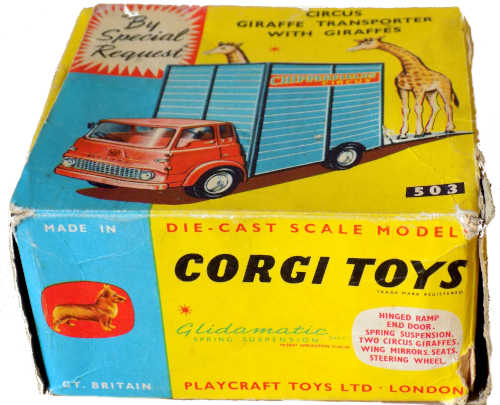 "By
Special
Request"
CIRCUS
GIRAFFE TRANSPORTER
WITH GIRAFFES
CHIPPERFIELD'S
CIRCUS
503
MADE IN
DIE-CAST SCALE MODEL
CORGI TOYS
TRADE MARK REGISTERED
Glidamatic
SPRING SUSPENSION
HINGED RAMP
END DOOR.
SPRING SUSPENSION.
TWO CIRCUS GIRAFFES.
WING MIRRORS. SEATS.
STEERING WHEEL.
GT. BRITAIN
PLAYCRAFT TOYS LTD · LONDON